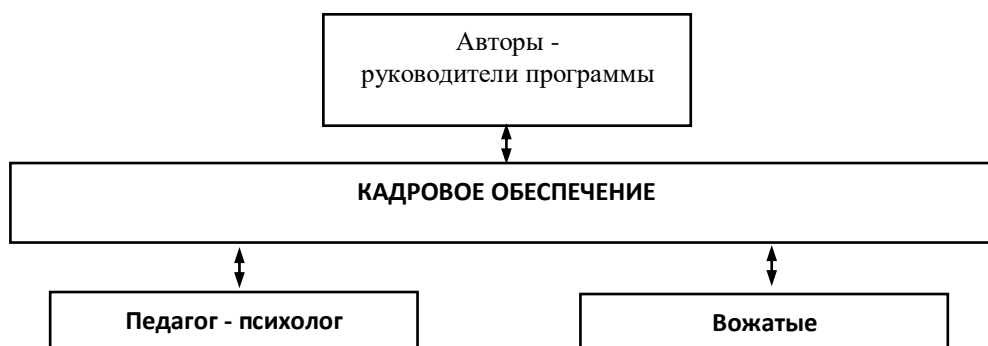 Авторы -
руководители программы
КАДРОВОЕ ОБЕСПЕЧЕНИЕ
Педагог - психолог
Вожатые